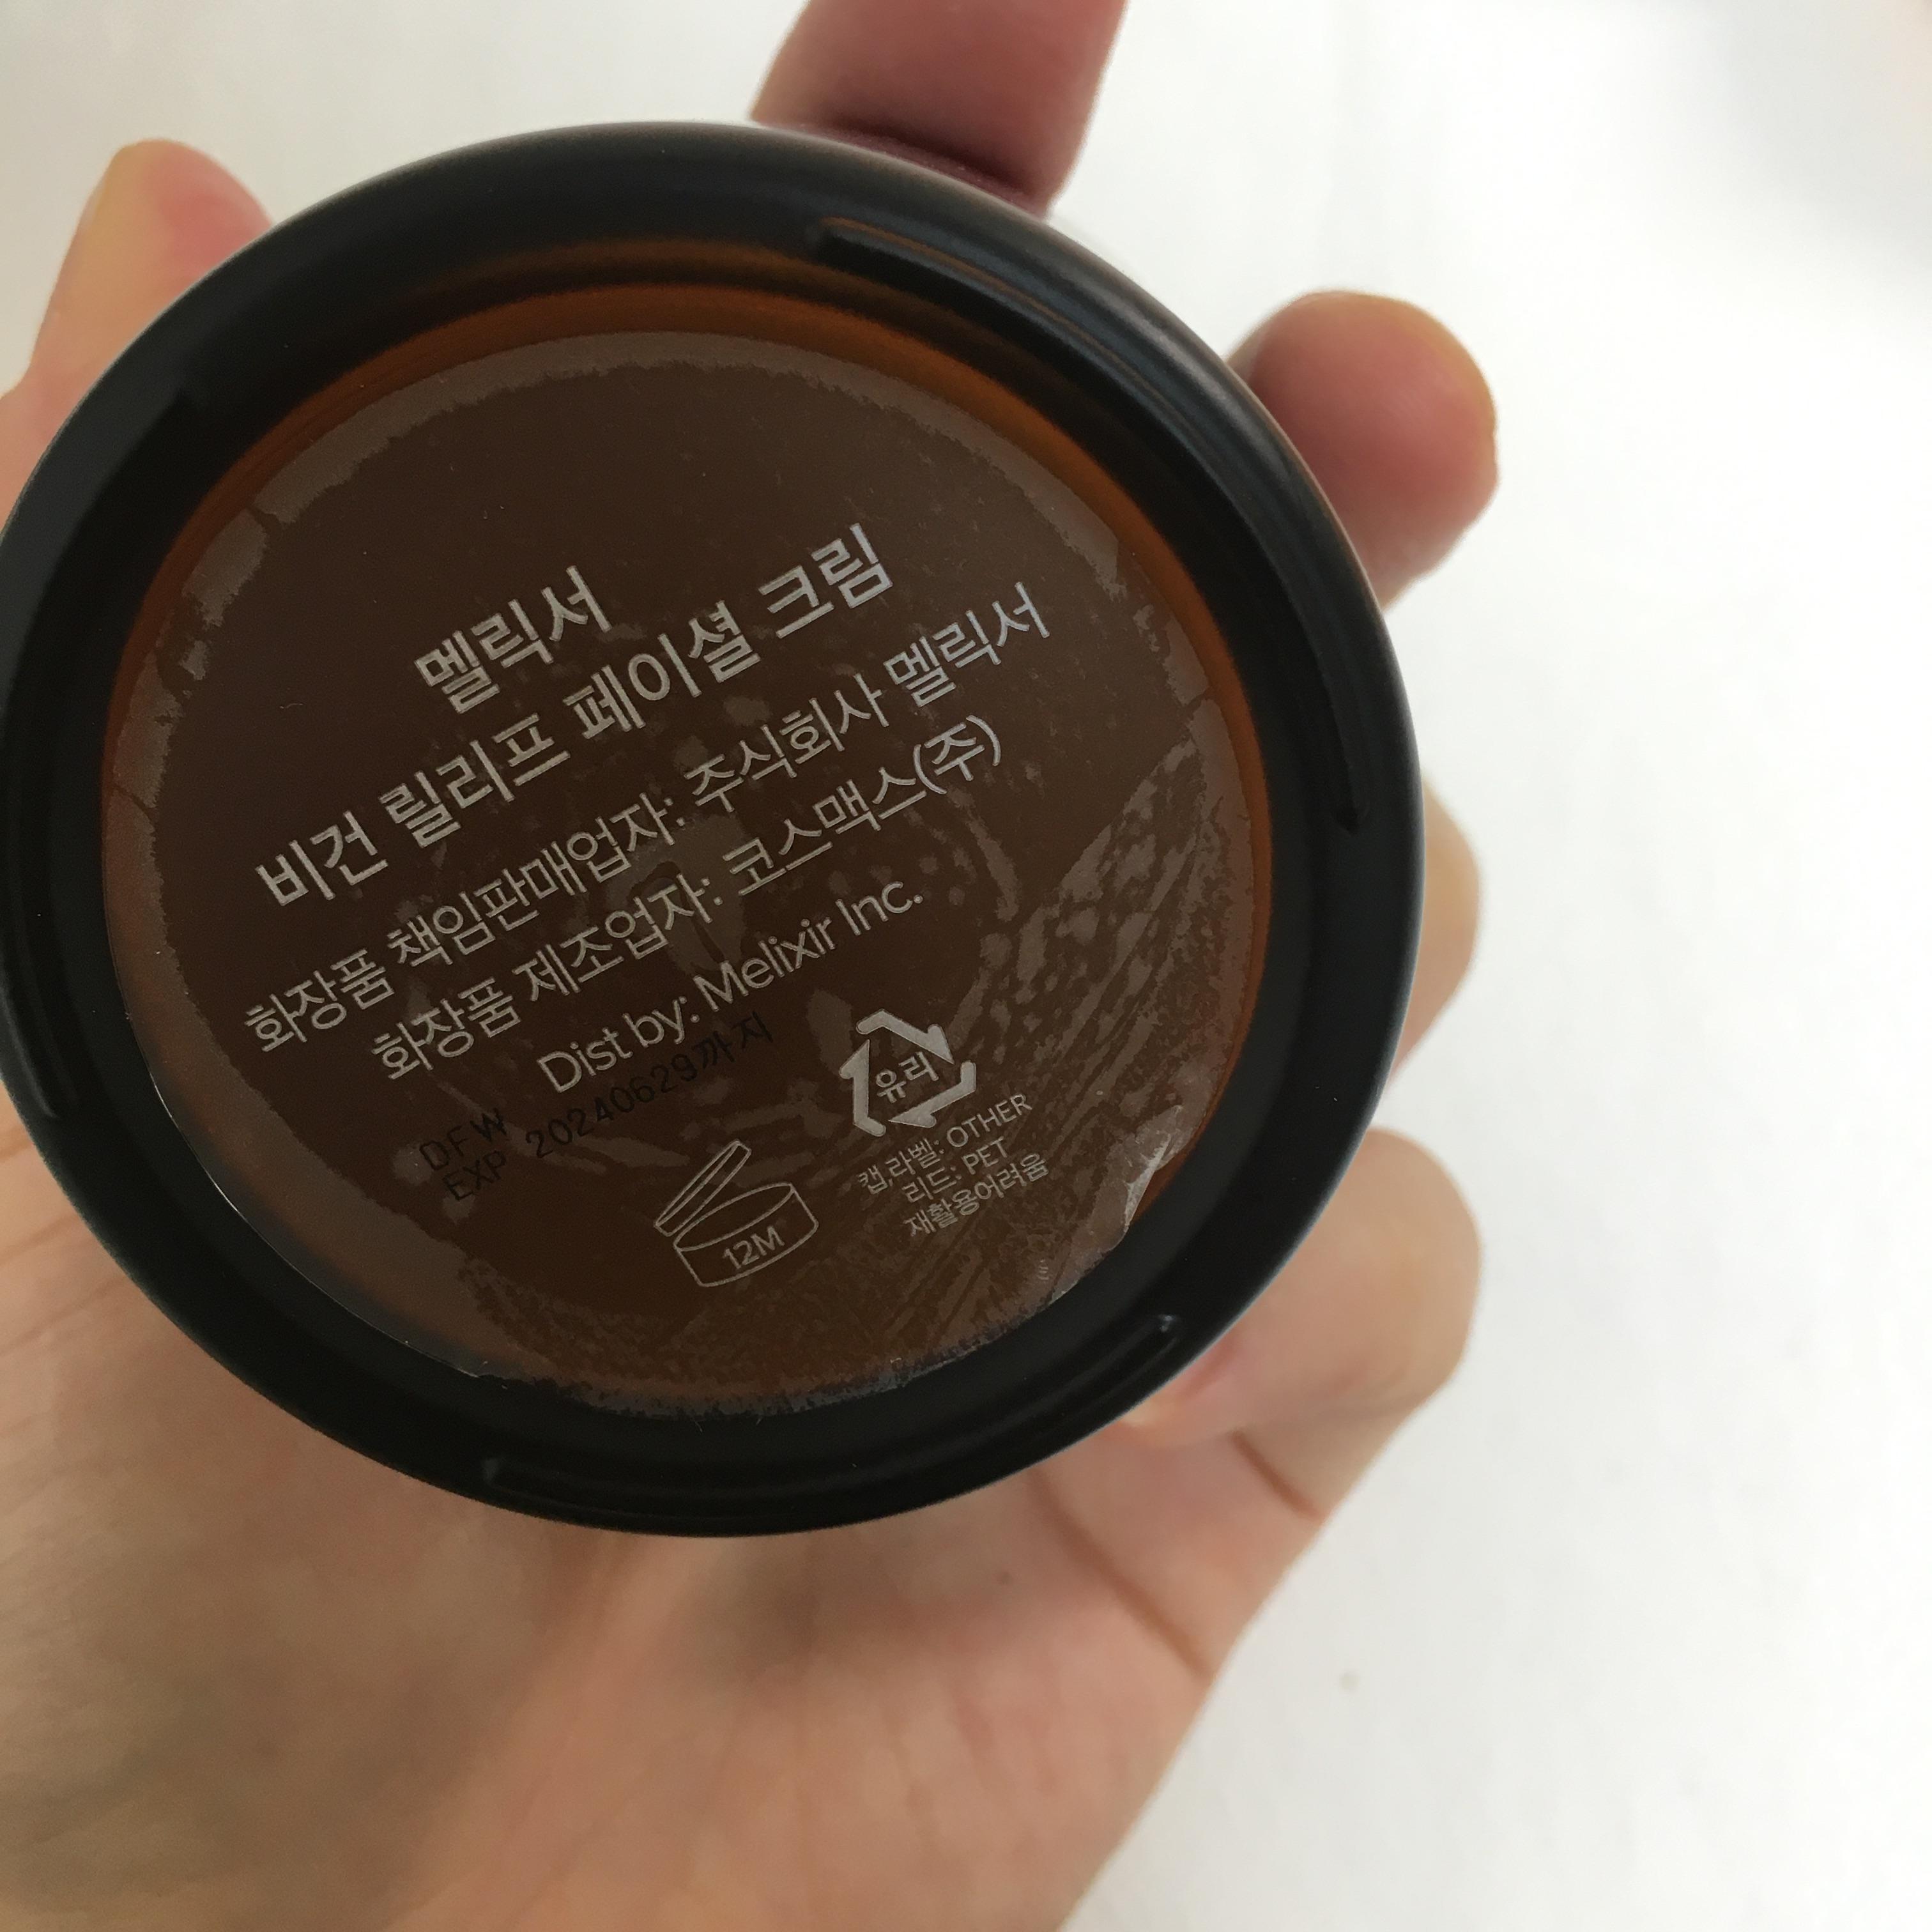 멜릭서
비건 릴리프 페이셜 크림
화장품 책임판매업자: 주식회사 멜릭서
화장품 제조업자: 코스맥스(주)
Dist by: Melixir Inc.
DFW
EXP 20240629까지
12M
유리
캡,라벨: OTHER
리드: PET
재활용어려움